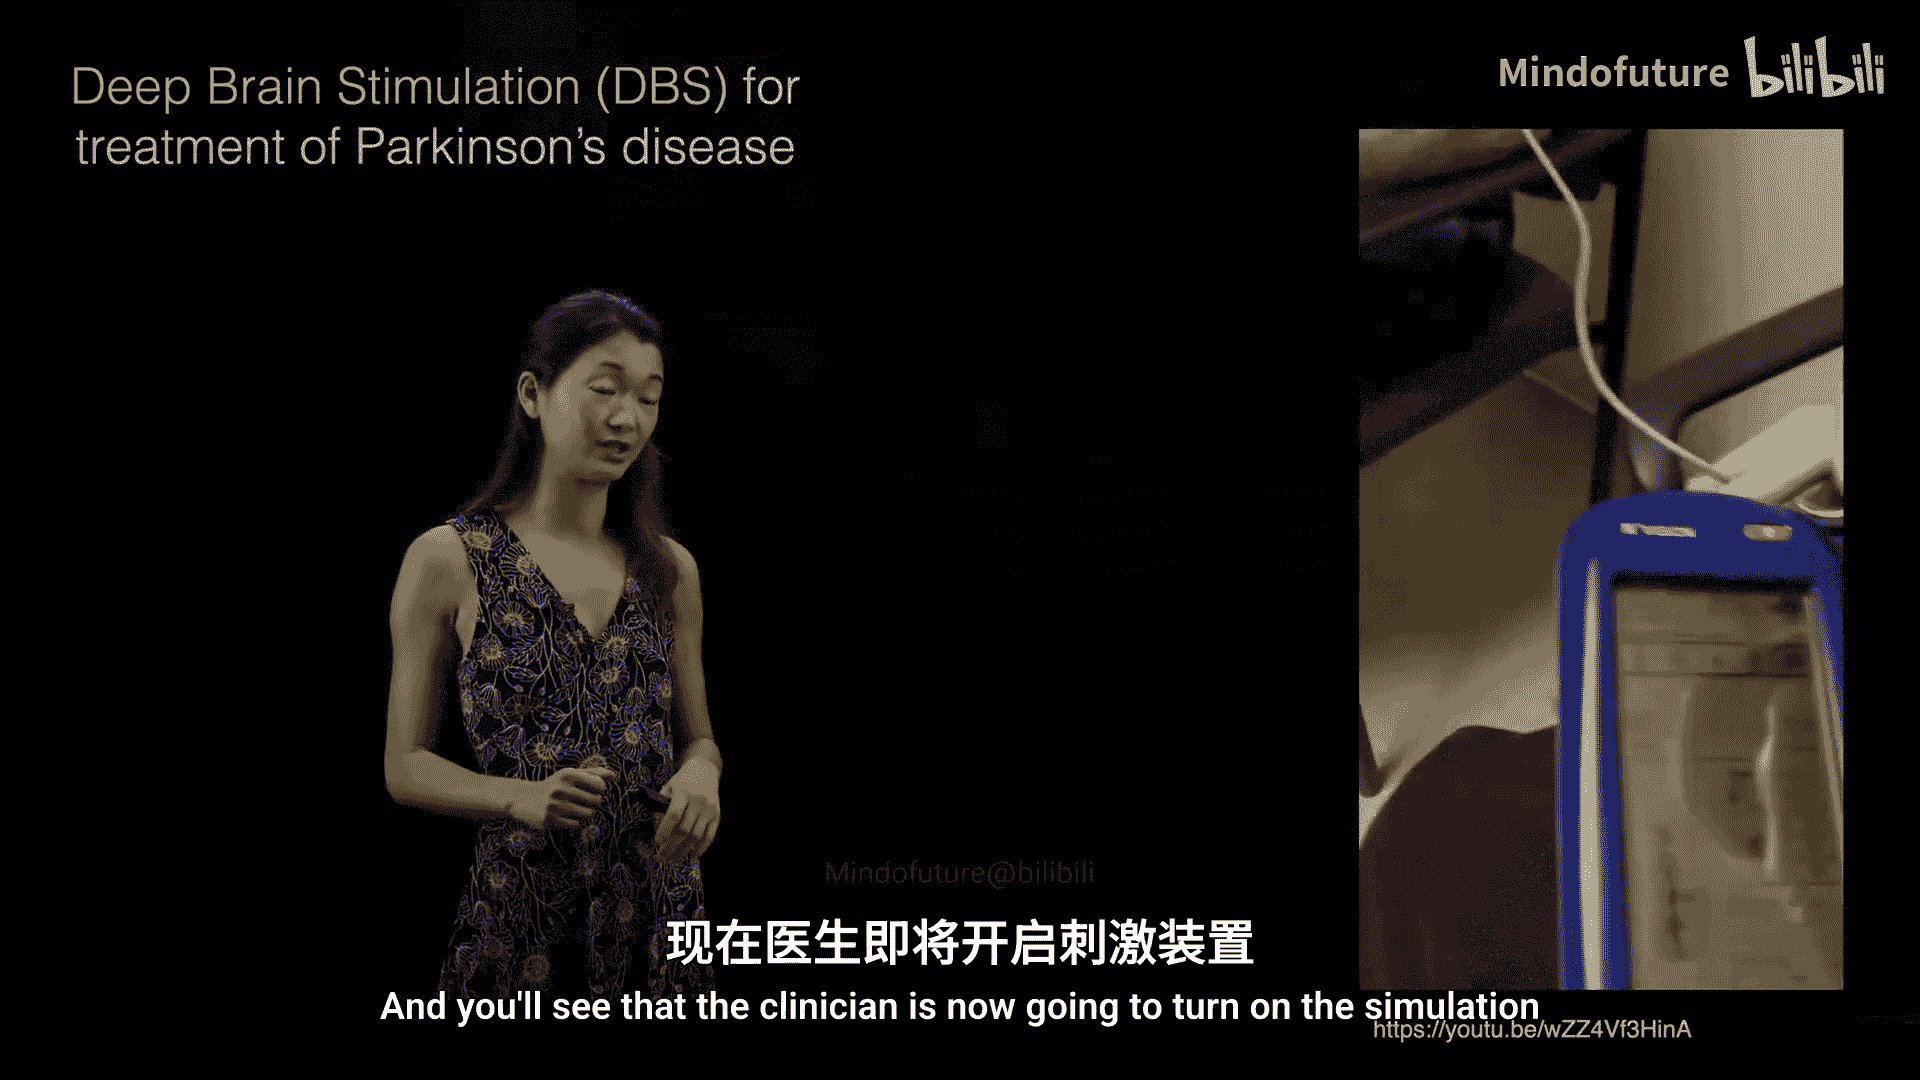 Deep Brain Stimulation (DBS) for
treatment of Parkinson's disease
Mindofuture bilibili
Mindofuture@bilibili
现在医生即将开启刺激装置
And you'll see that the clinician is now going to turn on the simulation
https://youtu.be/wZZ4Vf3HinA